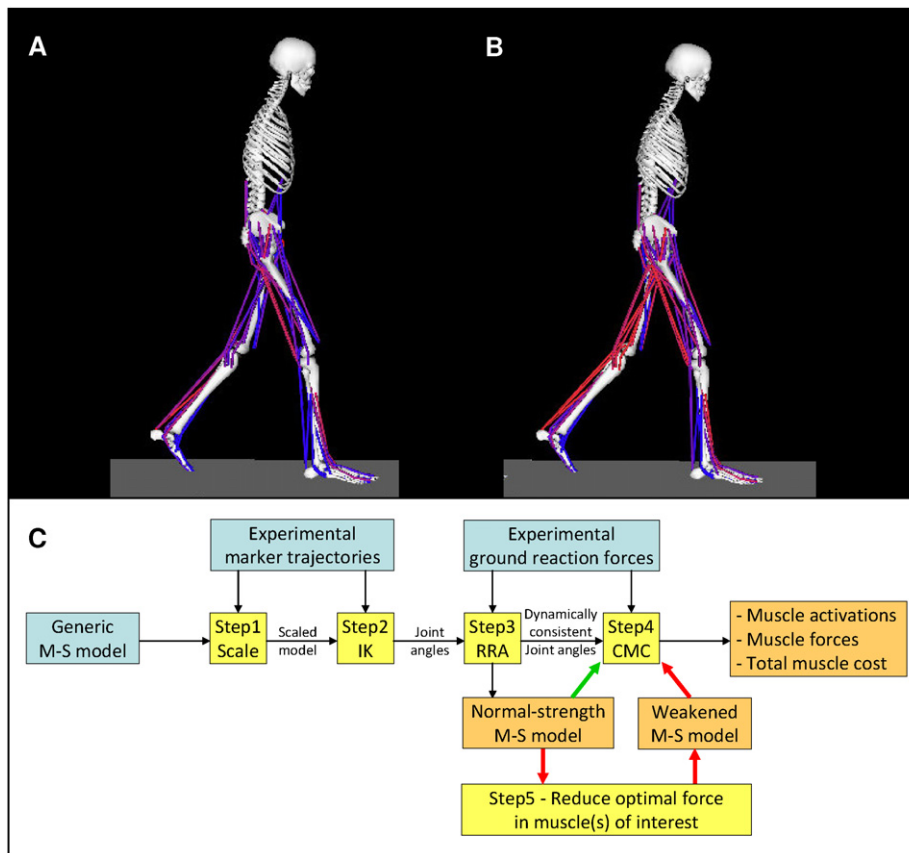 A
B
C
Experimental
marker trajectories
Experimental
ground reaction forces
Generic
M-S model
Step1
Scale
Scaled
model
Step2
IK
Joint
angles
Step3
RRA
Dynamically
consistent
Joint angles
Step4
CMC
- Muscle activations
- Muscle forces
- Total muscle cost
Normal-strength
M-S model
Weakened
M-S model
Step5 - Reduce optimal force
in muscle(s) of interest